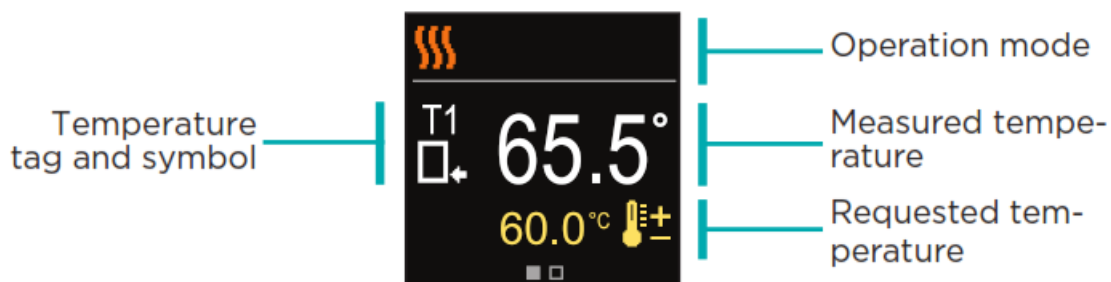 Operation mode
Temperature
tag and symbol
T1
65.5°
Measured tempe-
rature
60.0 °C
Requested tem-
perature